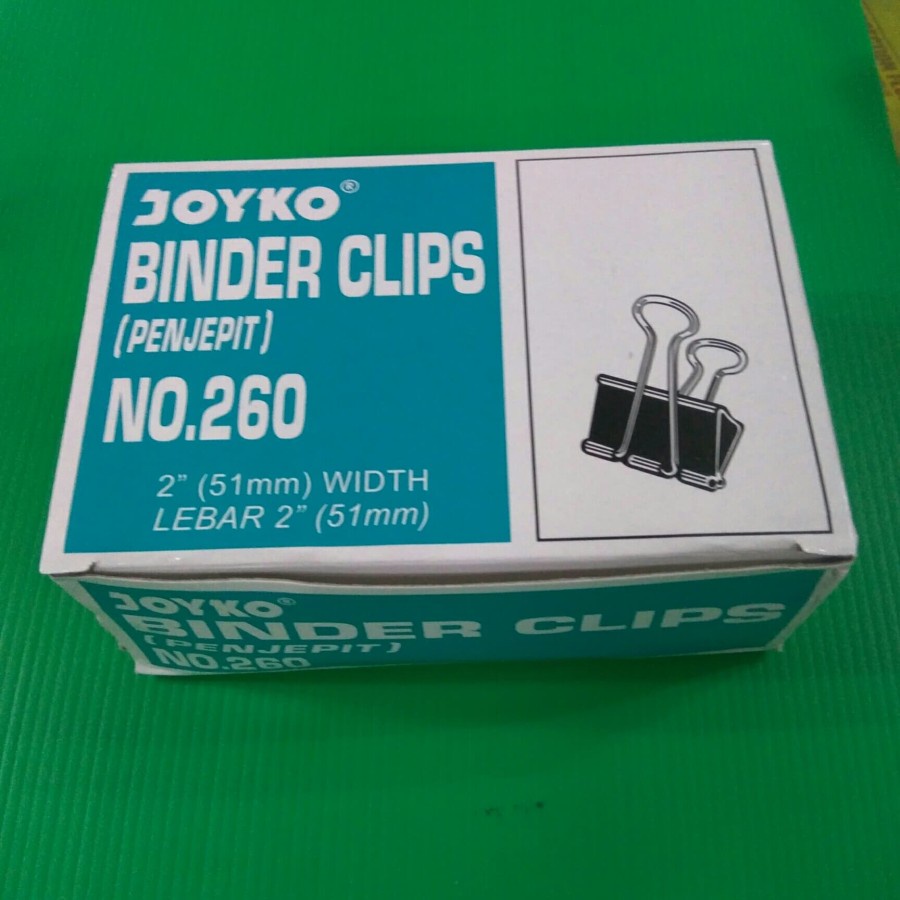 JOYKO®
BINDER CLIPS
(PENJEPIT)
NO.260
2” (51mm) WIDTH
LEBAR 2” (51mm)
JOYKO®
BINDER CLIPS
(PENJEPIT)
NO.260